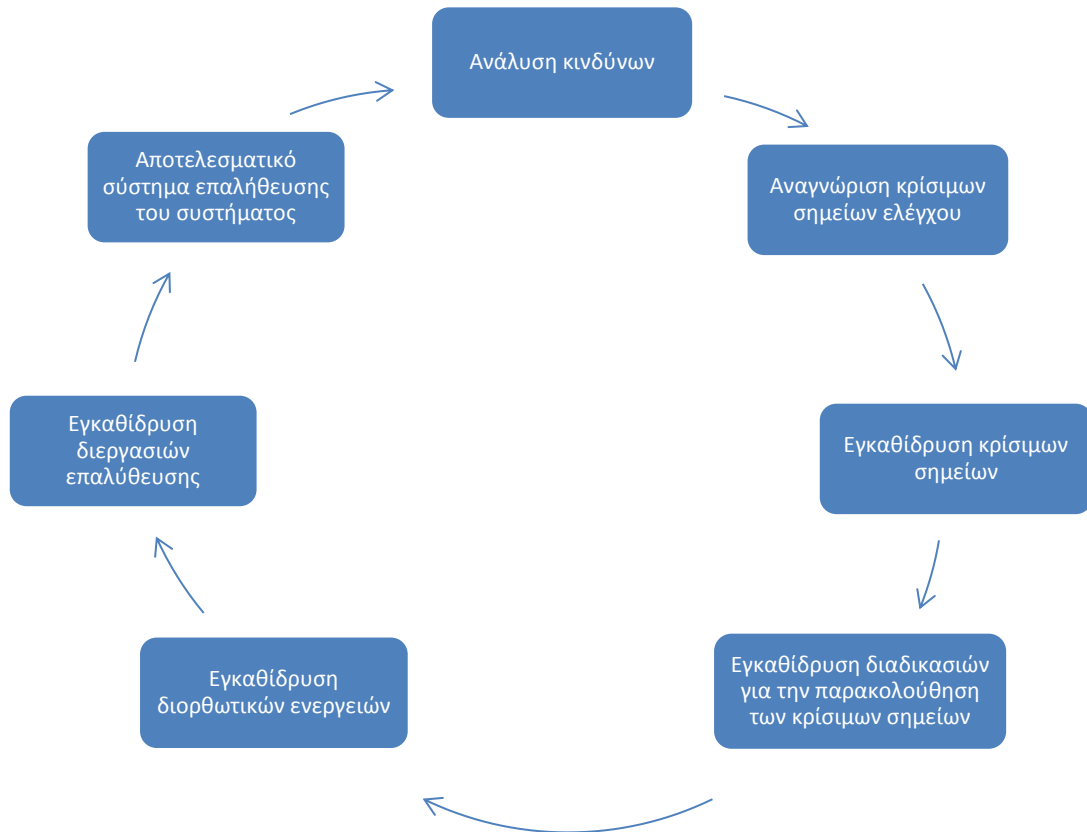 Ανάλυση κινδύνων
Αναγνώριση κρίσιμων
σημείων ελέγχου
Εγκαθίδρυση κρίσιμων
σημείων
Εγκαθίδρυση διαδικασιών
για την παρακολούθηση
των κρίσιμων σημείων
Εγκαθίδρυση
διορθωτικών ενεργειών
Εγκαθίδρυση
διεργασιών
επαλύθευσης
Αποτελεσματικό
σύστημα επαλήθευσης
του συστήματος